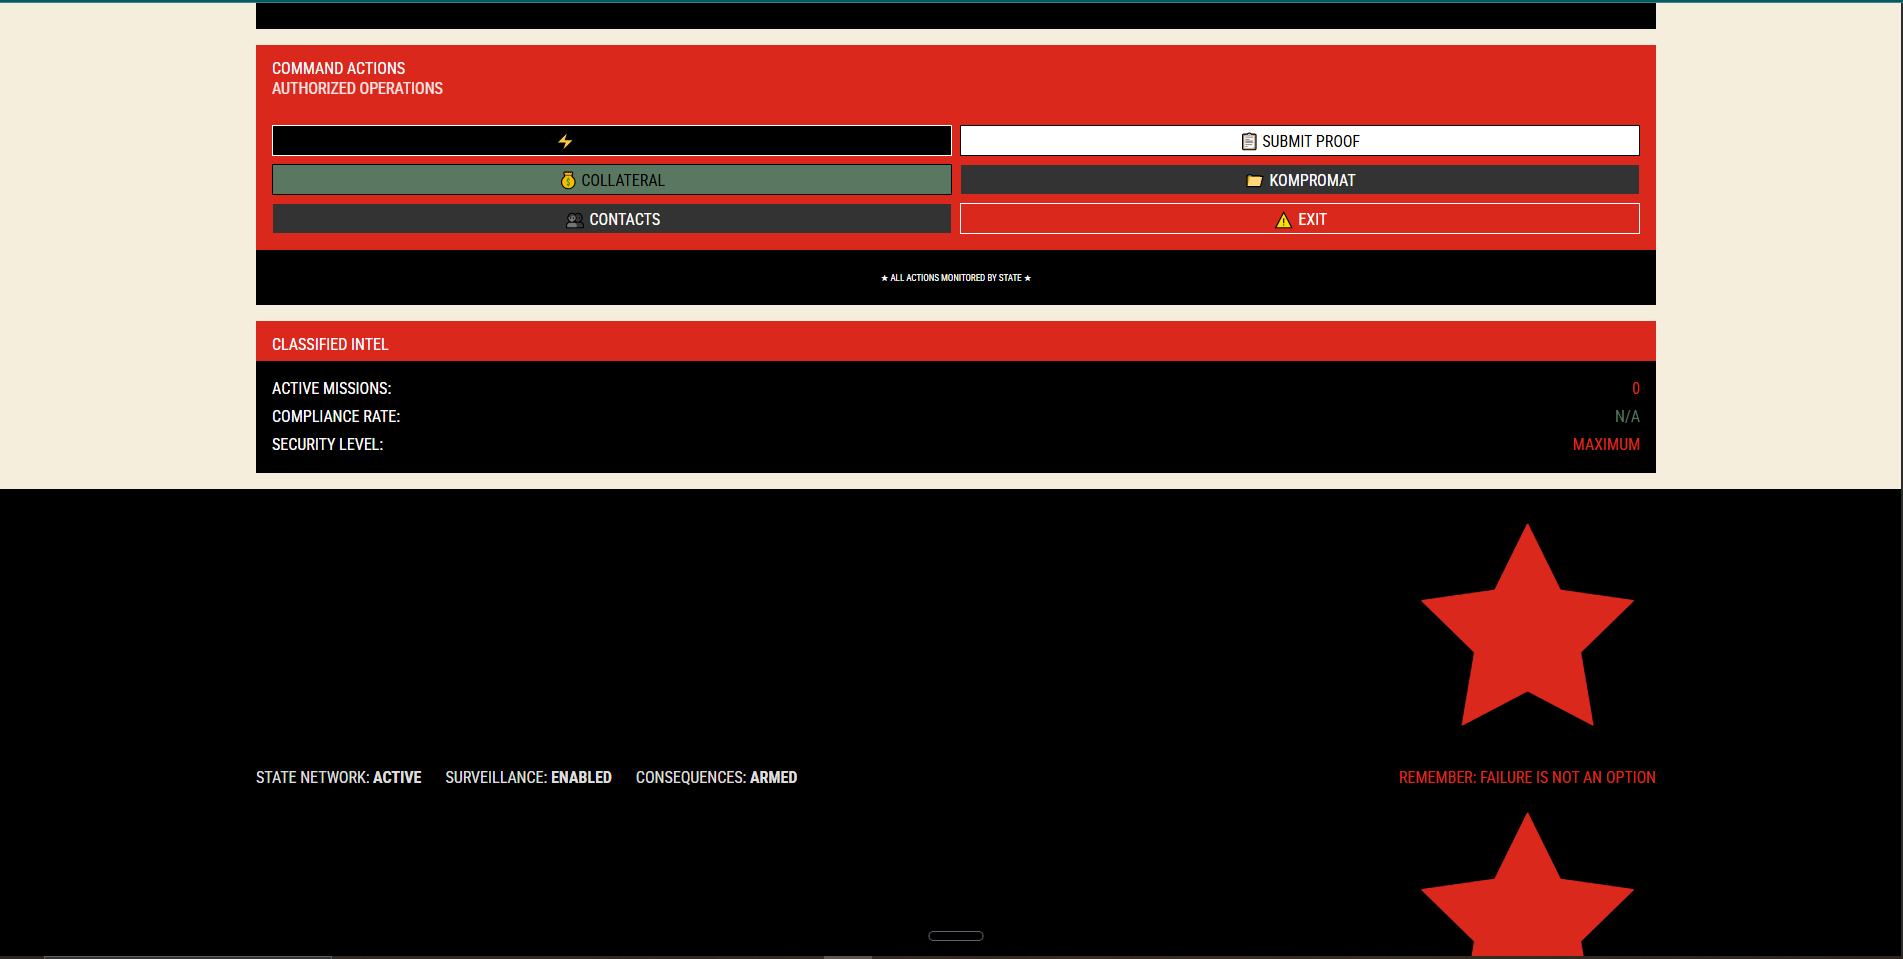 COMMAND ACTIONS
AUTHORIZED OPERATIONS
SUBMIT PROOF
COLLATERAL
KOMPROMAT
CONTACTS
EXIT
★ ALL ACTIONS MONITORED BY STATE ★
CLASSIFIED INTEL
ACTIVE MISSIONS: 0
COMPLIANCE RATE: N/A
SECURITY LEVEL: MAXIMUM
STATE NETWORK: ACTIVE SURVEILLANCE: ENABLED CONSEQUENCES: ARMED
REMEMBER: FAILURE IS NOT AN OPTION